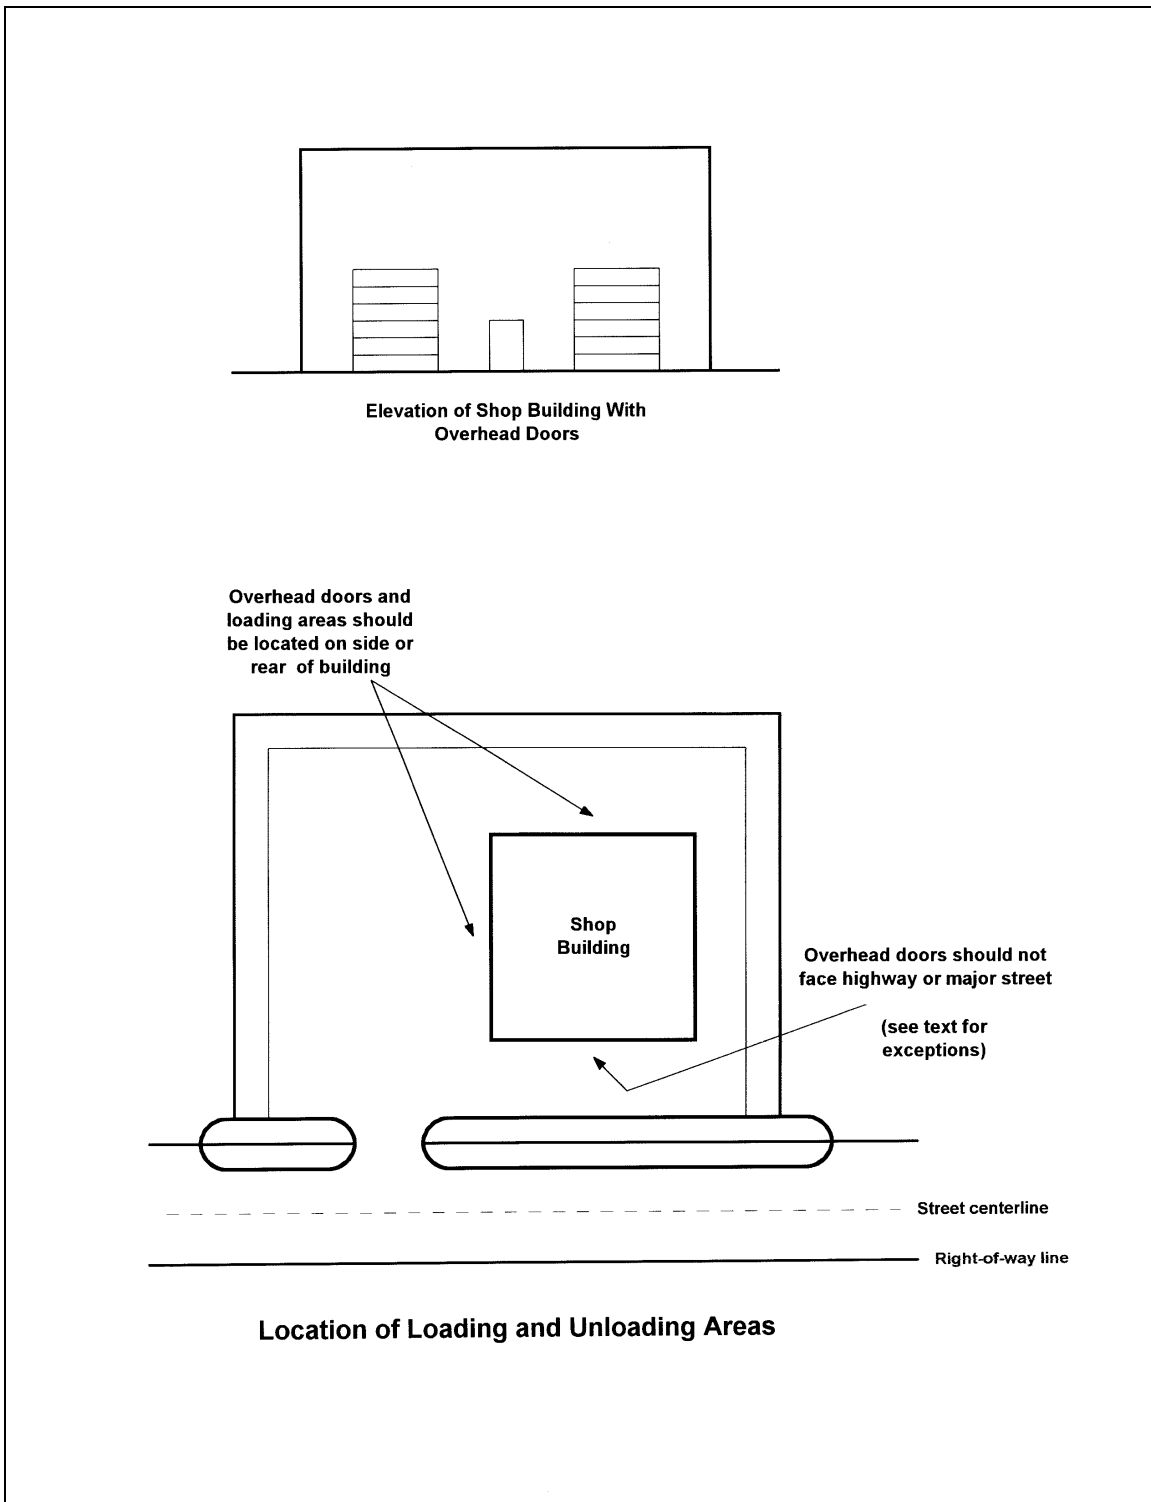 Elevation of Shop Building With
Overhead Doors
Overhead doors and
loading areas should
be located on side or
rear of building
Shop
Building
Overhead doors should not
face highway or major street
(see text for
exceptions)
Street centerline
Right-of-way line
Location of Loading and Unloading Areas